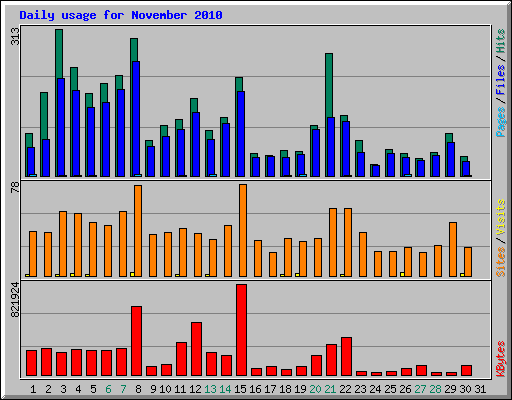 Daily usage for November 2010
313
Pages / Files / Hits
78
Sites / Visits
821924
KBytes
1 2 3 4 5 6 7 8 9 10 11 12 13 14 15 16 17 18 19 20 21 22 23 24 25 26 27 28 29 30 31